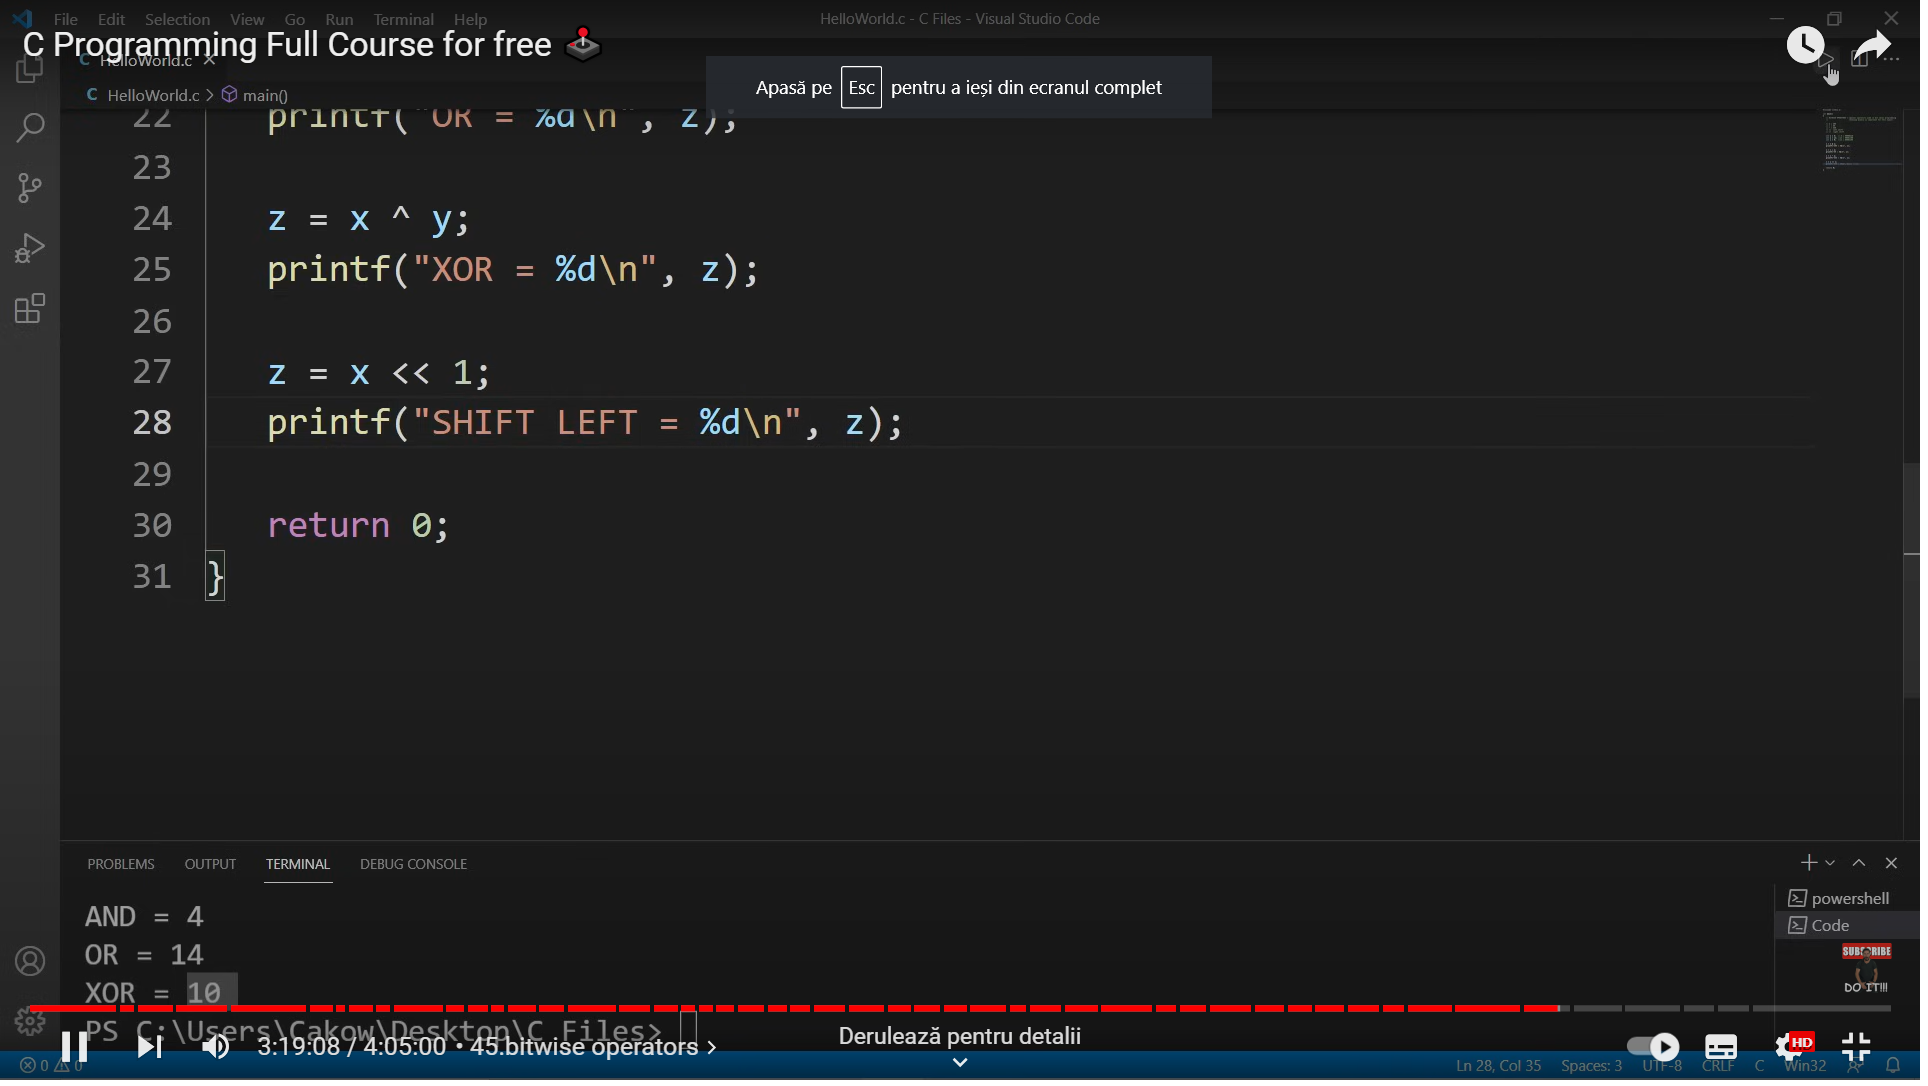 File Edit Selection View Go Run Terminal Help
HelloWorld.c - C Files - Visual Studio Code
C Programming Full Course for free
C HelloWorld.c ×
Apasă pe Esc pentru a ieși din ecranul complet
C HelloWorld.c > main()
22 printf("OR = %d\n", z);
23
24 z = x ^ y;
25 printf("XOR = %d\n", z);
26
27 z = x << 1;
28 printf("SHIFT LEFT = %d\n", z);
29
30 return 0;
31 }
PROBLEMS OUTPUT TERMINAL DEBUG CONSOLE
powershell
Code
AND = 4
OR = 14
XOR = 10
PS C:\Users\Cakow\Desktop\C Files>
SUBSCRIBE
DO IT!!!
Derulează pentru detalii
3:19:08 / 4:05:00 • 45.bitwise operators >
HD
0 0
Ln 28, Col 35 Spaces: 3 UTF-8 CRLF C Win32